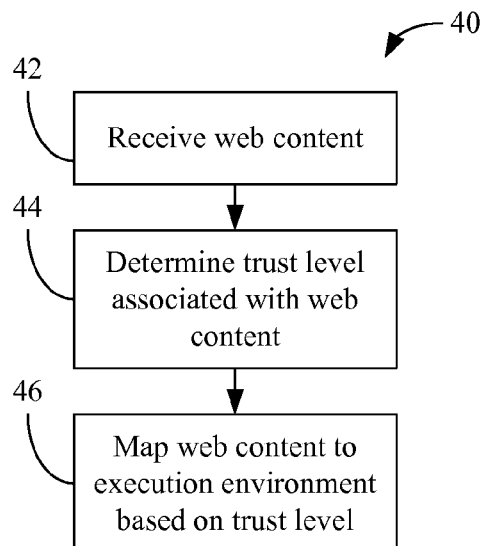 40
42
Receive web content
44
Determine trust level
associated with web
content
46
Map web content to
execution environment
based on trust level